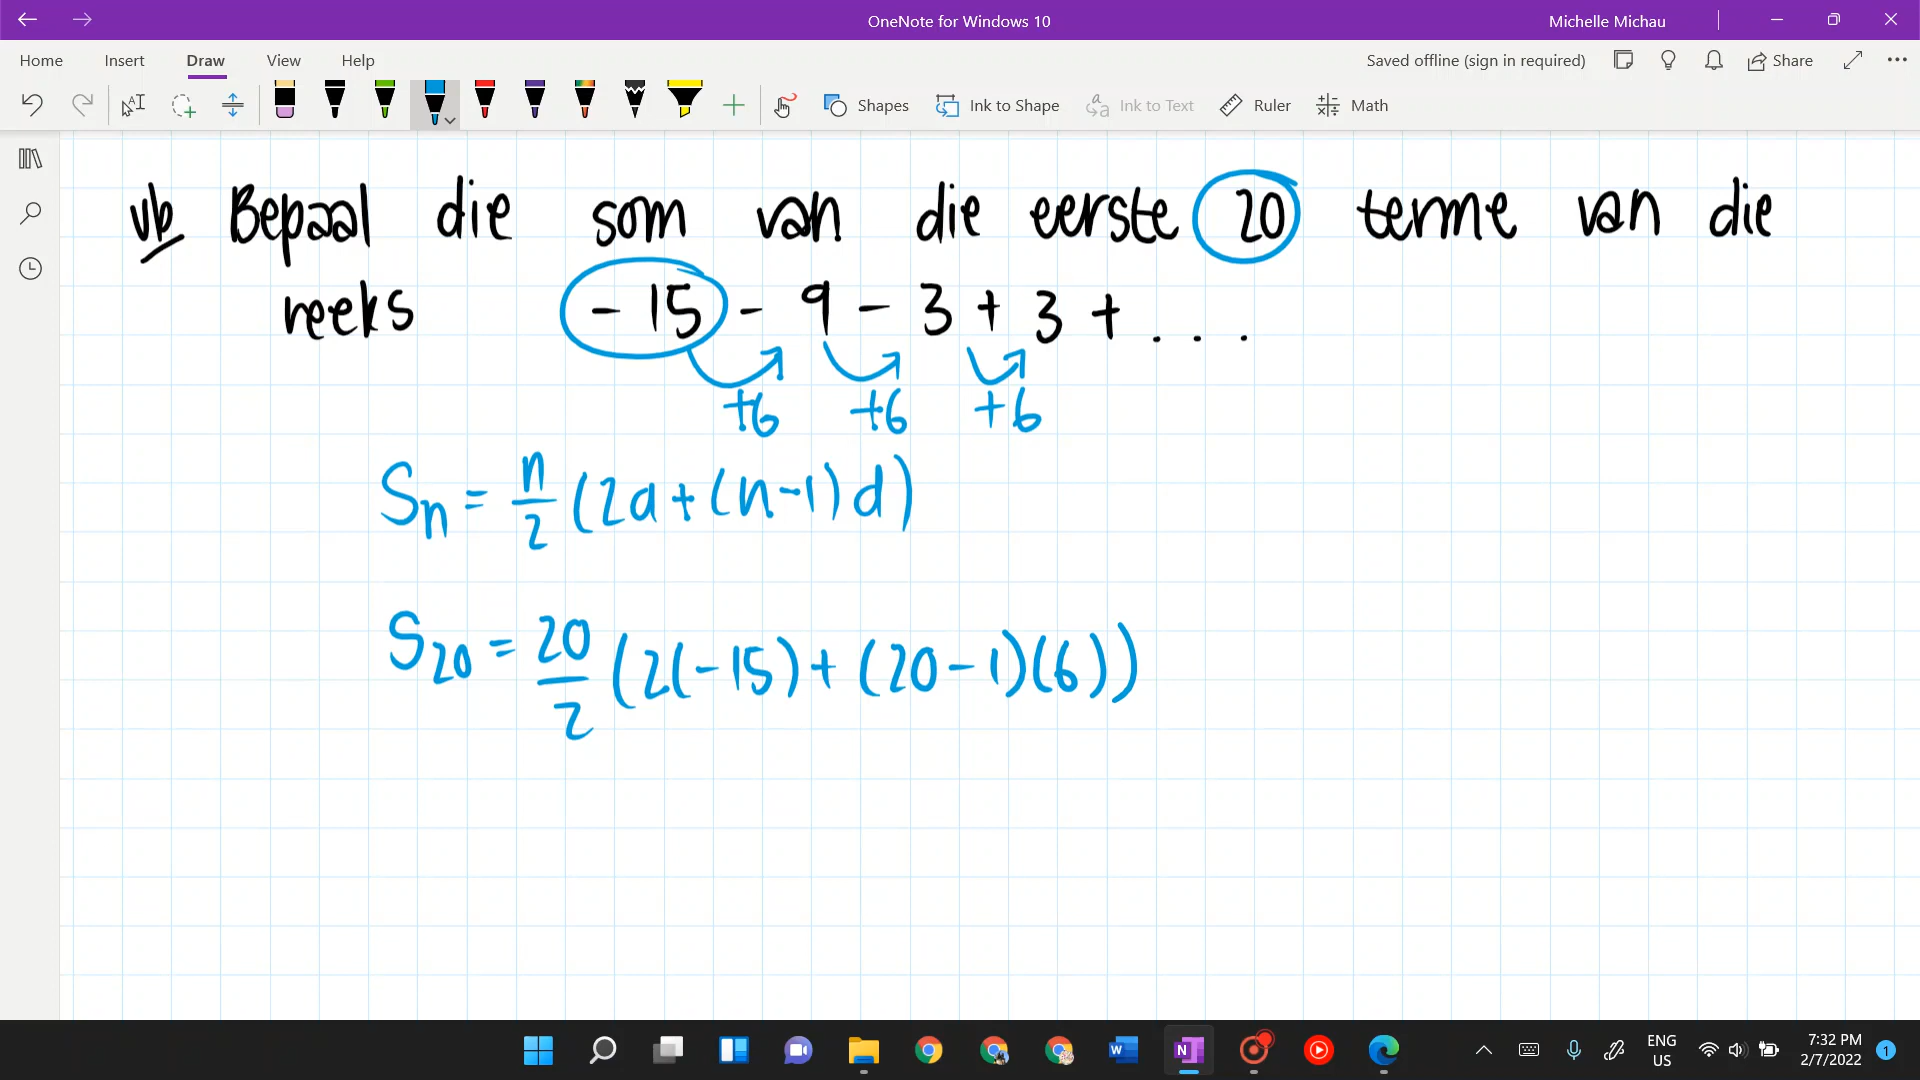 OneNote for Windows 10 Michelle Michau
Home Insert Draw View Help Saved offline (sign in required) Share
Shapes Ink to Shape Ink to Text Ruler Math
vb Bepaal die som van die eerste 20 terme van die
reeks - 15 - 9 - 3 + 3 + ....
+6 +6 +6
Sn = n/2 (2a + (n-1)d)
S20 = 20/2 (2(-15) + (20-1)(6))
ENG 7:32 PM
US 2/7/2022 1